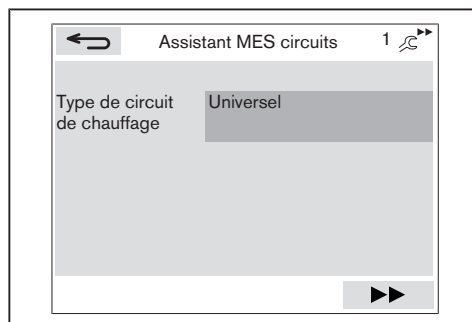 Assistant MES circuits 1
Type de circuit de chauffage
Universel